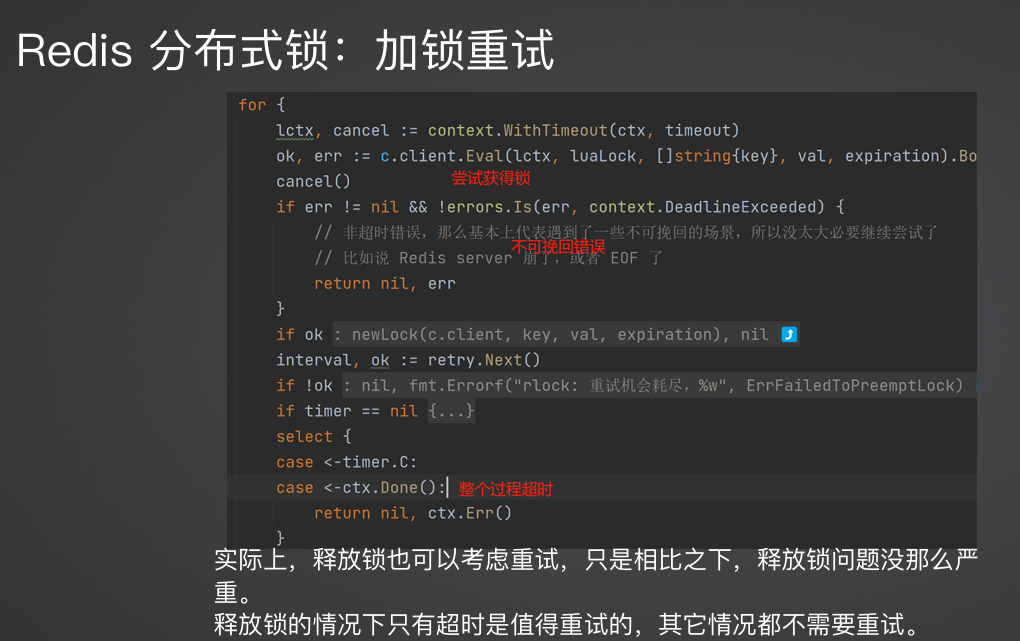 Redis 分布式锁：加锁重试
for {
lctx, cancel := context.WithTimeout(ctx, timeout)
ok, err := c.client.Eval(lctx, luaLock, []string{key}, val, expiration).Bo
cancel()
尝试获得锁
if err != nil && !errors.Is(err, context.DeadlineExceeded) {
// 非超时错误，那么基本上代表遇到了一些不可挽回的场景，所以没太大必要继续尝试了
不可挽回错误
// 比如说 Redis server 崩了，或者 EOF 了
return nil, err
}
if ok : newLock(c.client, key, val, expiration), nil
interval, ok := retry.Next()
if !ok : nil, fmt.Errorf("rlock: 重试机会耗尽，%w", ErrFailedToPreemptLock)
if timer == nil {...}
select {
case <-timer.C:
case <-ctx.Done(): 整个过程超时
return nil, ctx.Err()
}
实际上，释放锁也可以考虑重试，只是相比之下，释放锁问题没那么严
重。
释放锁的情况下只有超时是值得重试的，其它情况都不需要重试。